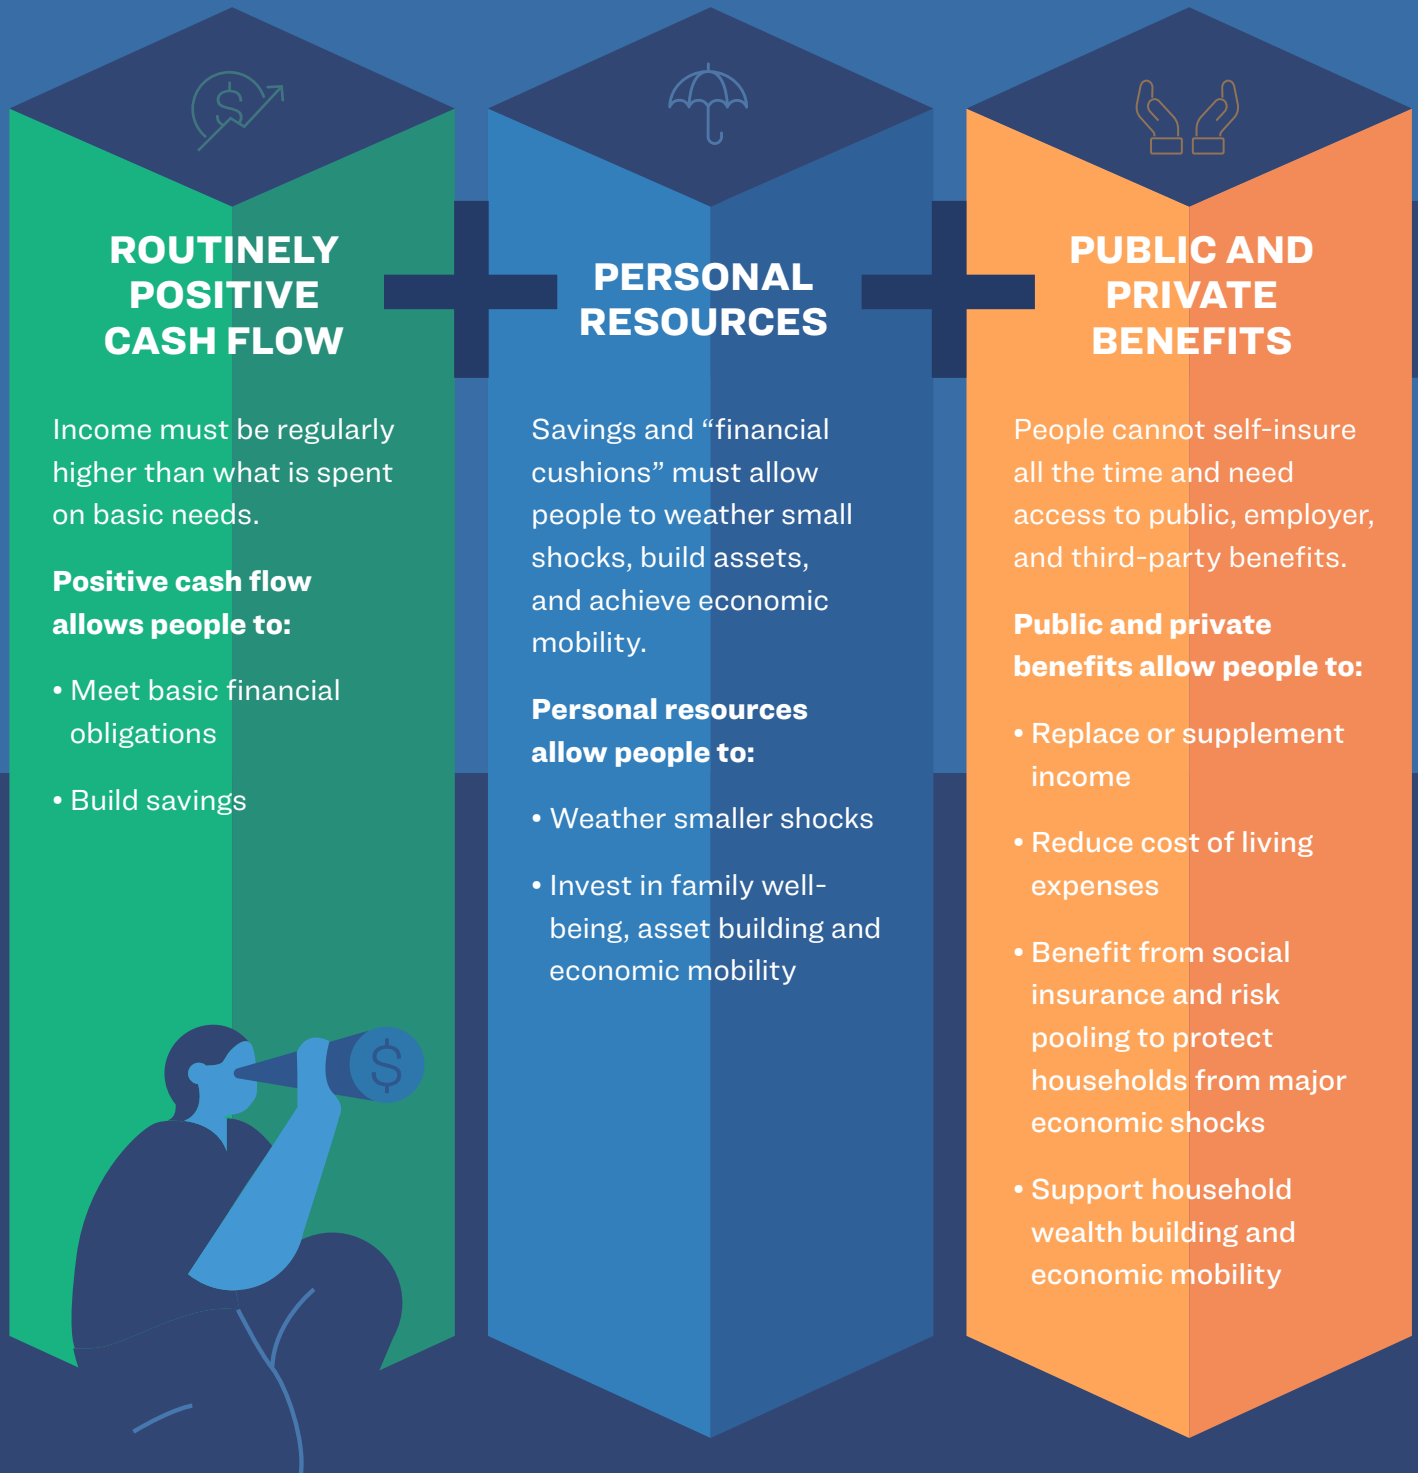 ROUTINELY
POSITIVE
CASH FLOW
Income must be regularly
higher than what is spent
on basic needs.
Positive cash flow
allows people to:
• Meet basic financial
obligations
• Build savings
$
$
PERSONAL
RESOURCES
Savings and “financial
cushions” must allow
people to weather small
shocks, build assets,
and achieve economic
mobility.
Personal resources
allow people to:
• Weather smaller shocks
• Invest in family well-
being, asset building and
economic mobility
PUBLIC AND
PRIVATE
BENEFITS
People cannot self-insure
all the time and need
access to public, employer,
and third-party benefits.
Public and private
benefits allow people to:
• Replace or supplement
income
• Reduce cost of living
expenses
• Benefit from social
insurance and risk
pooling to protect
households from major
economic shocks
• Support household
wealth building and
economic mobility